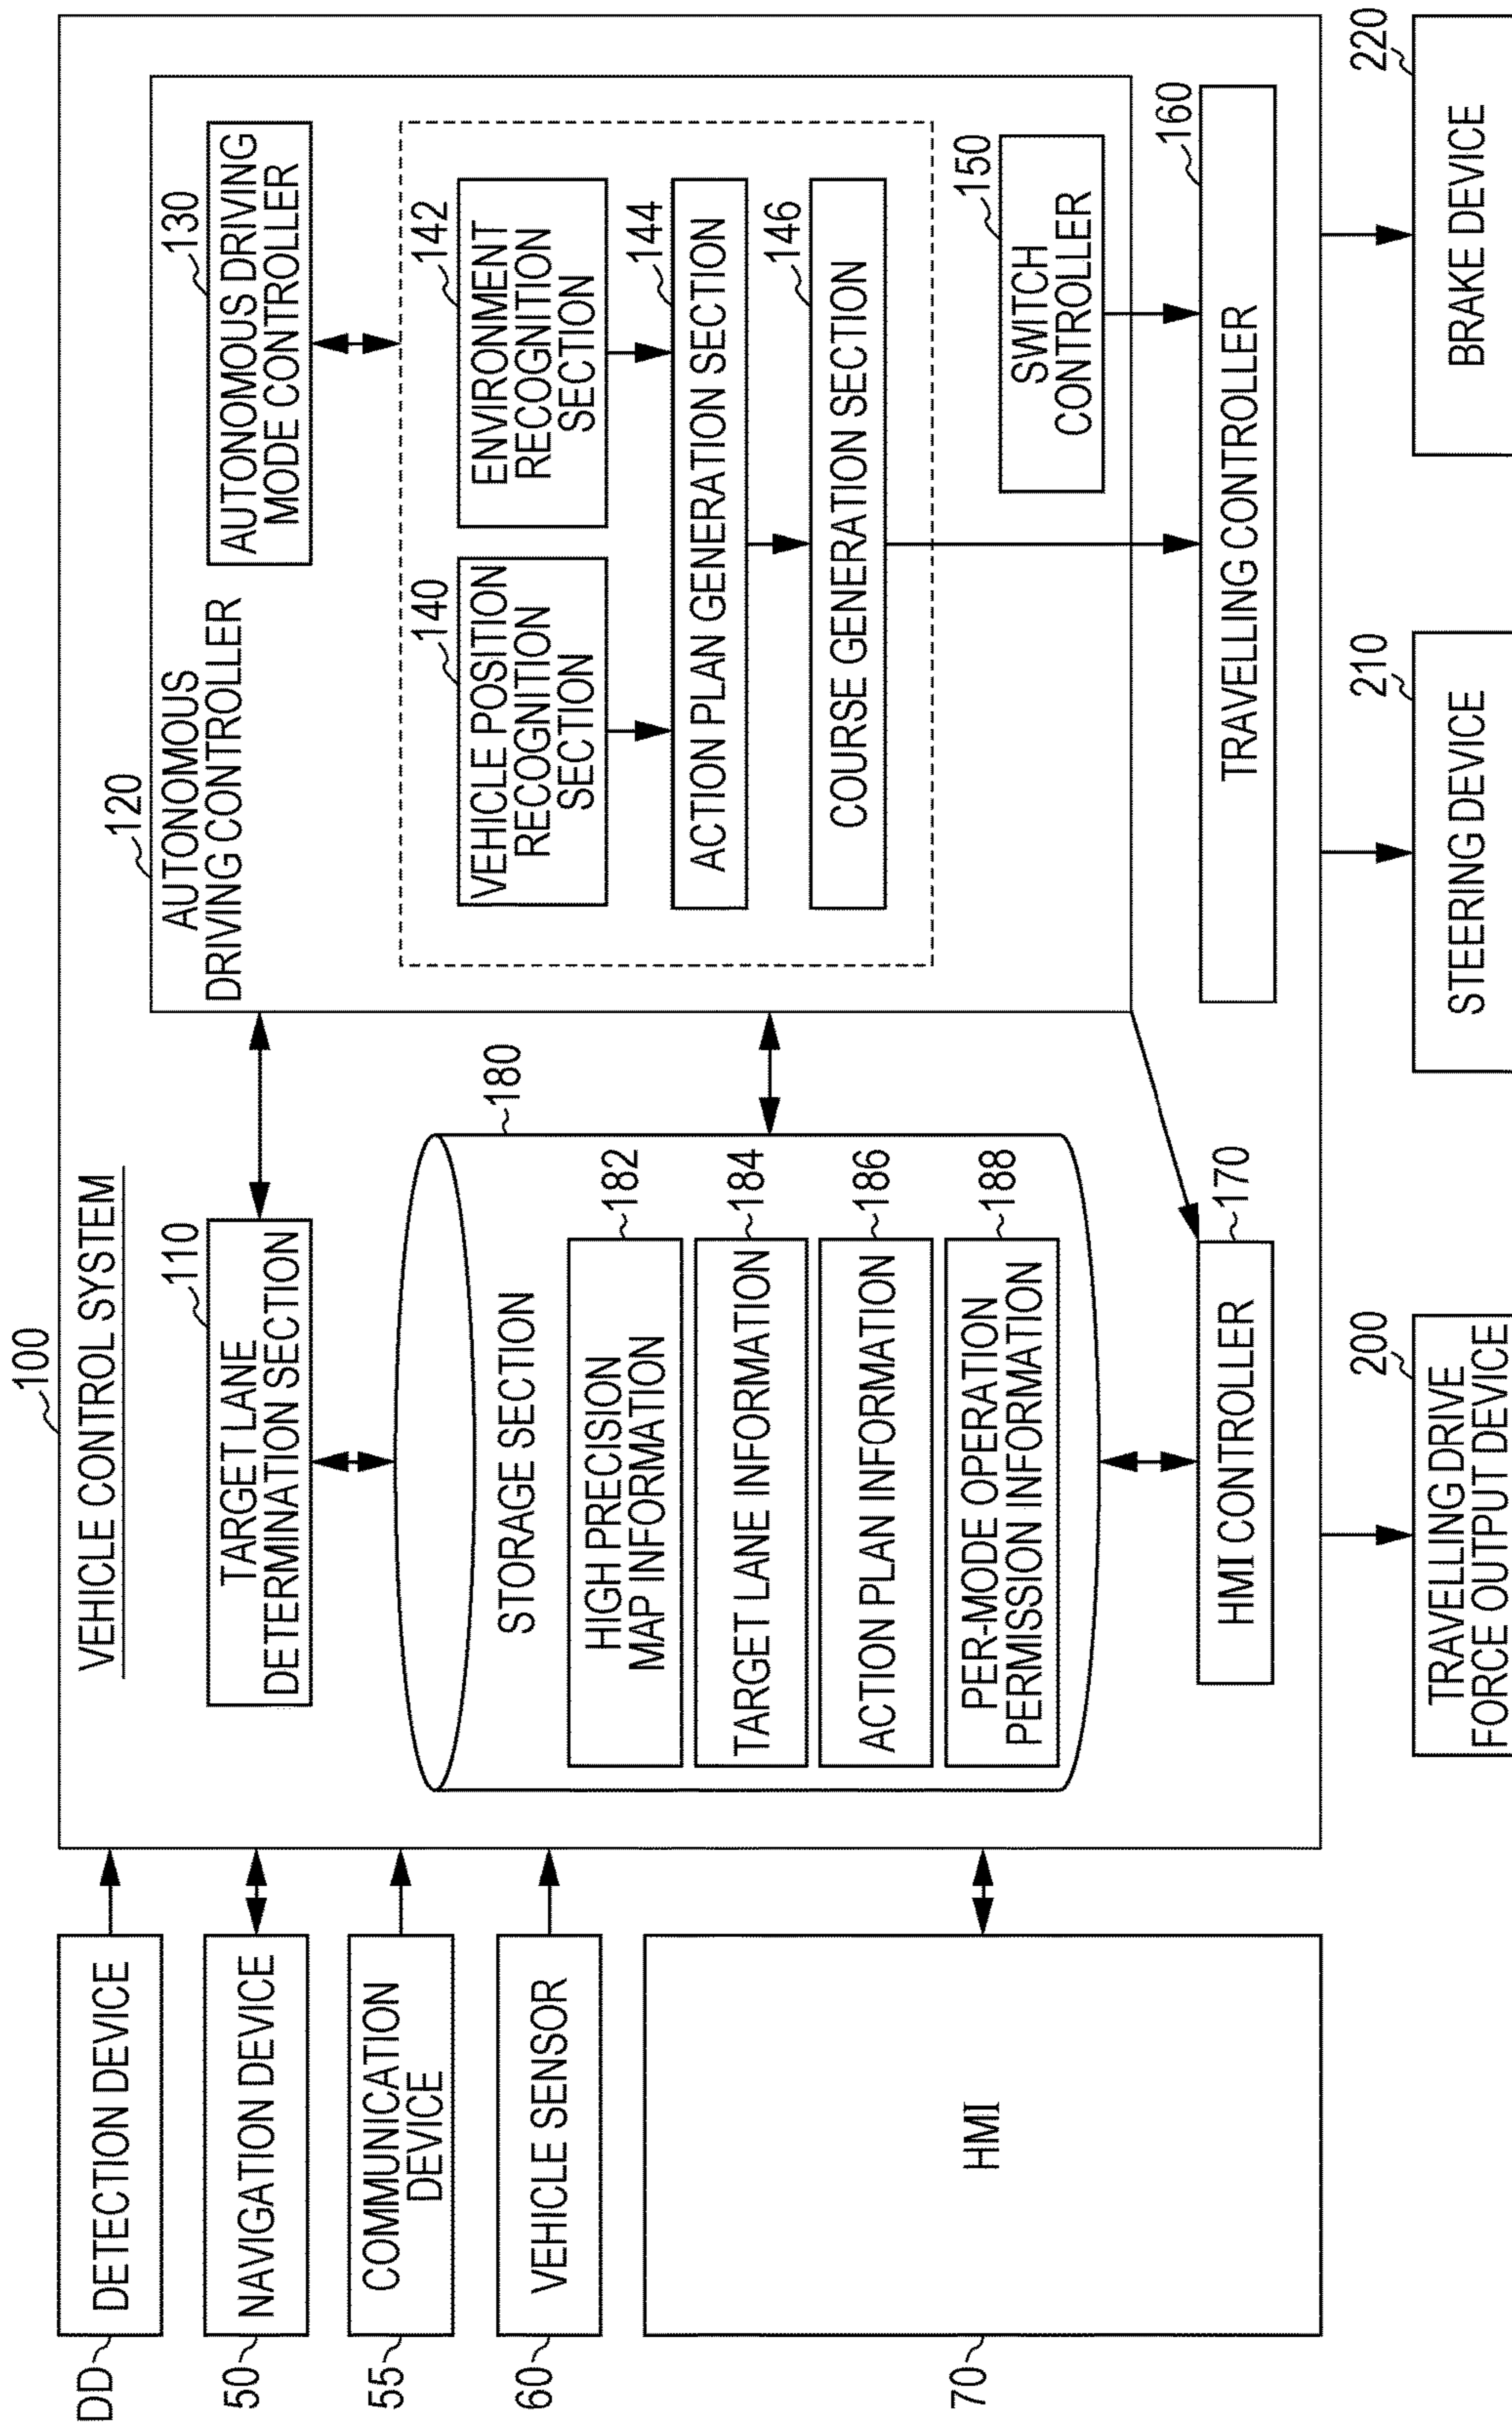 100
VEHICLE CONTROL SYSTEM
DD
DETECTION DEVICE
50
NAVIGATION DEVICE
55
COMMUNICATION
DEVICE
60
VEHICLE SENSOR
70
HMI
110
TARGET LANE
DETERMINATION SECTION
180
STORAGE SECTION
HIGH PRECISION
MAP INFORMATION
182
TARGET LANE INFORMATION
184
ACTION PLAN INFORMATION
186
PER-MODE OPERATION
PERMISSION INFORMATION
188
170
HMI CONTROLLER
120
AUTONOMOUS
DRIVING CONTROLLER
130
AUTONOMOUS DRIVING
MODE CONTROLLER
140
VEHICLE POSITION
RECOGNITION
SECTION
142
ENVIRONMENT
RECOGNITION
SECTION
144
ACTION PLAN GENERATION SECTION
146
COURSE GENERATION SECTION
150
SWITCH
CONTROLLER
160
TRAVELLING CONTROLLER
200
TRAVELLING DRIVE
FORCE OUTPUT DEVICE
210
STEERING DEVICE
220
BRAKE DEVICE